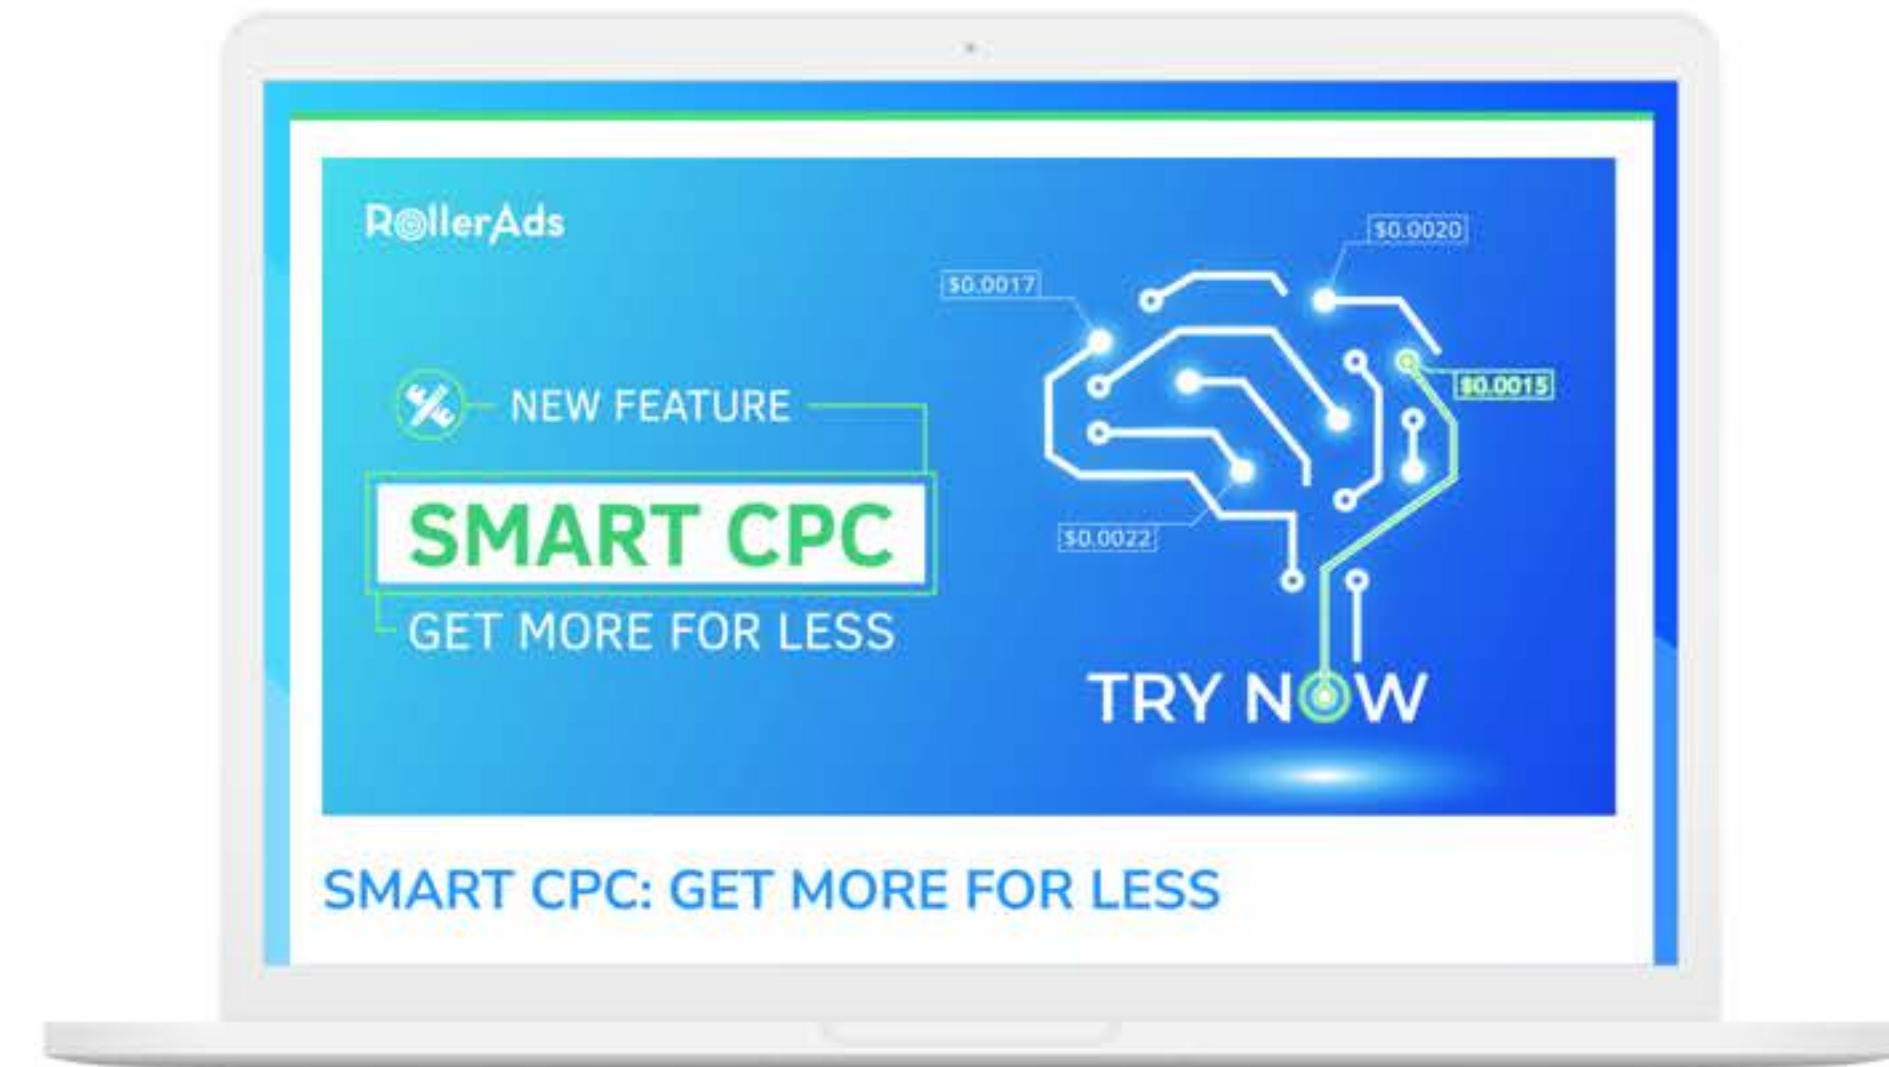 RollerAds
NEW FEATURE
SMART CPC
GET MORE FOR LESS
$0.0017
$0.0020
$0.0015
$0.0022
TRY NOW
SMART CPC: GET MORE FOR LESS